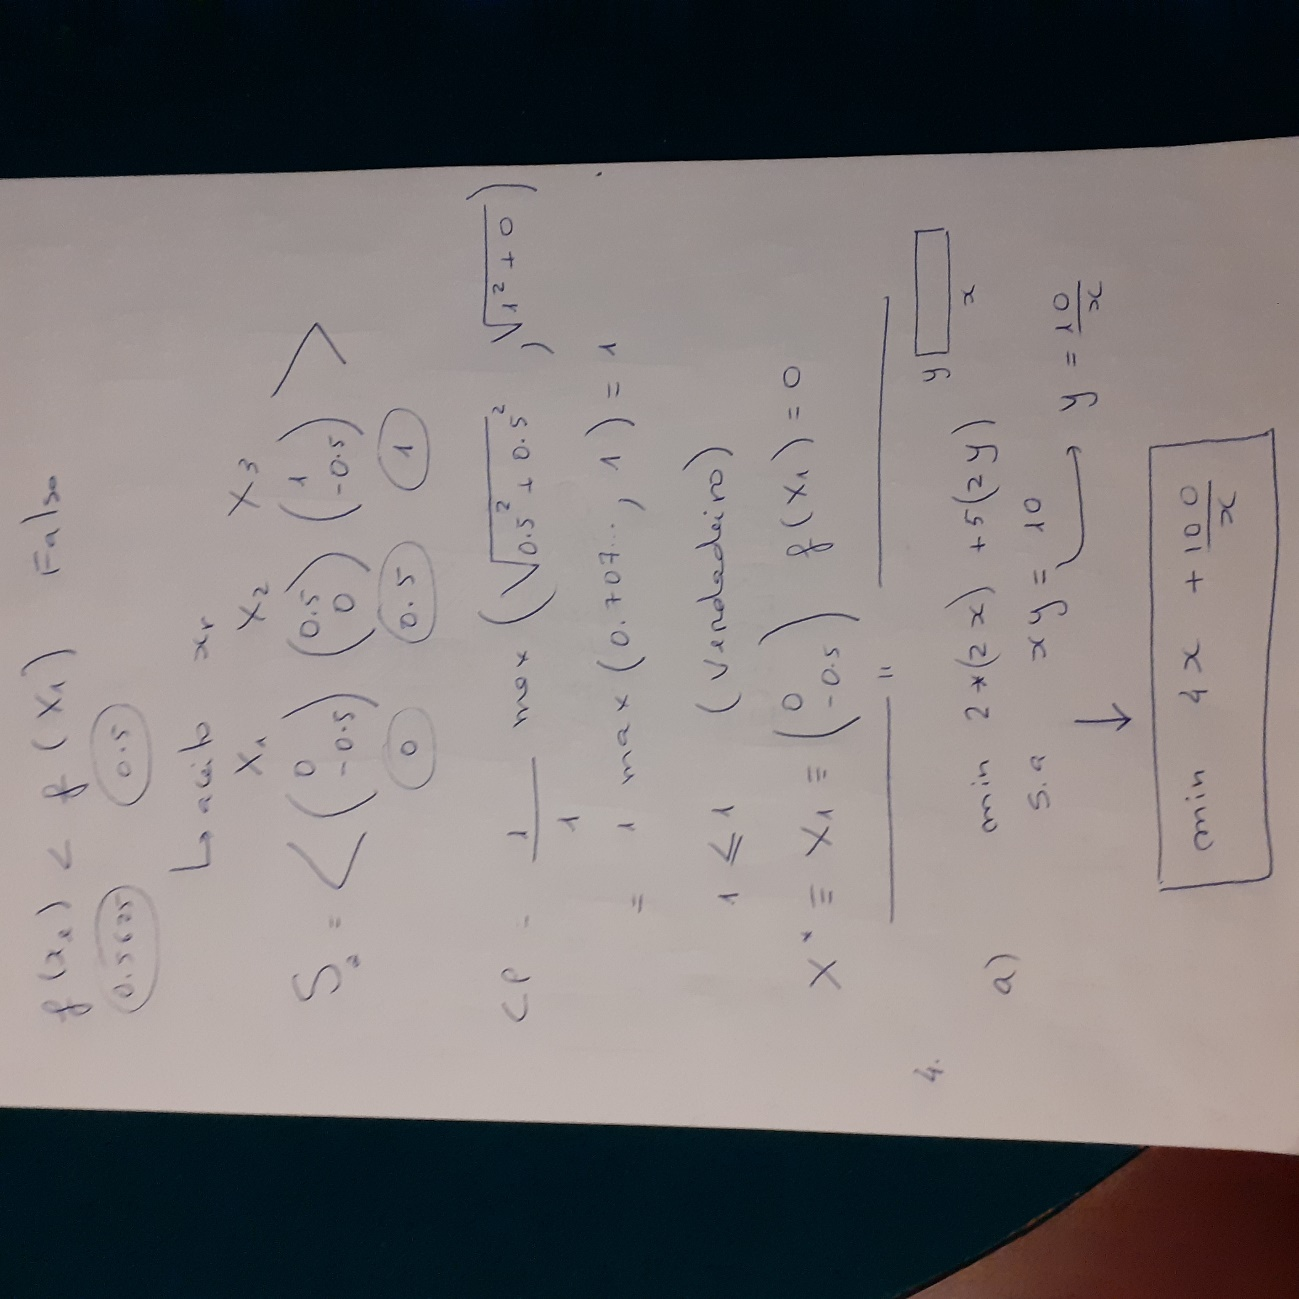 f(xe) < f(X1) Falso
0.5625 0.5
↳ aceito xr
X1 X2 X3
S2 = < (0 -0.5) (0.5 0) (1 -0.5) >
0 0.5 1
CP = 1/1 max (√0.5² + 0.5², √1² + 0)
= 1 max (0.707..., 1) = 1
1 ≤ 1 (Verdadeiro)
X* ≡ X1 ≡ (0 -0.5) f(X1) = 0
4.
y
x
a) min 2*(2x) + 5(2y)
s.a xy = 10 → y = 10/x
↓
min 4x + 100/x